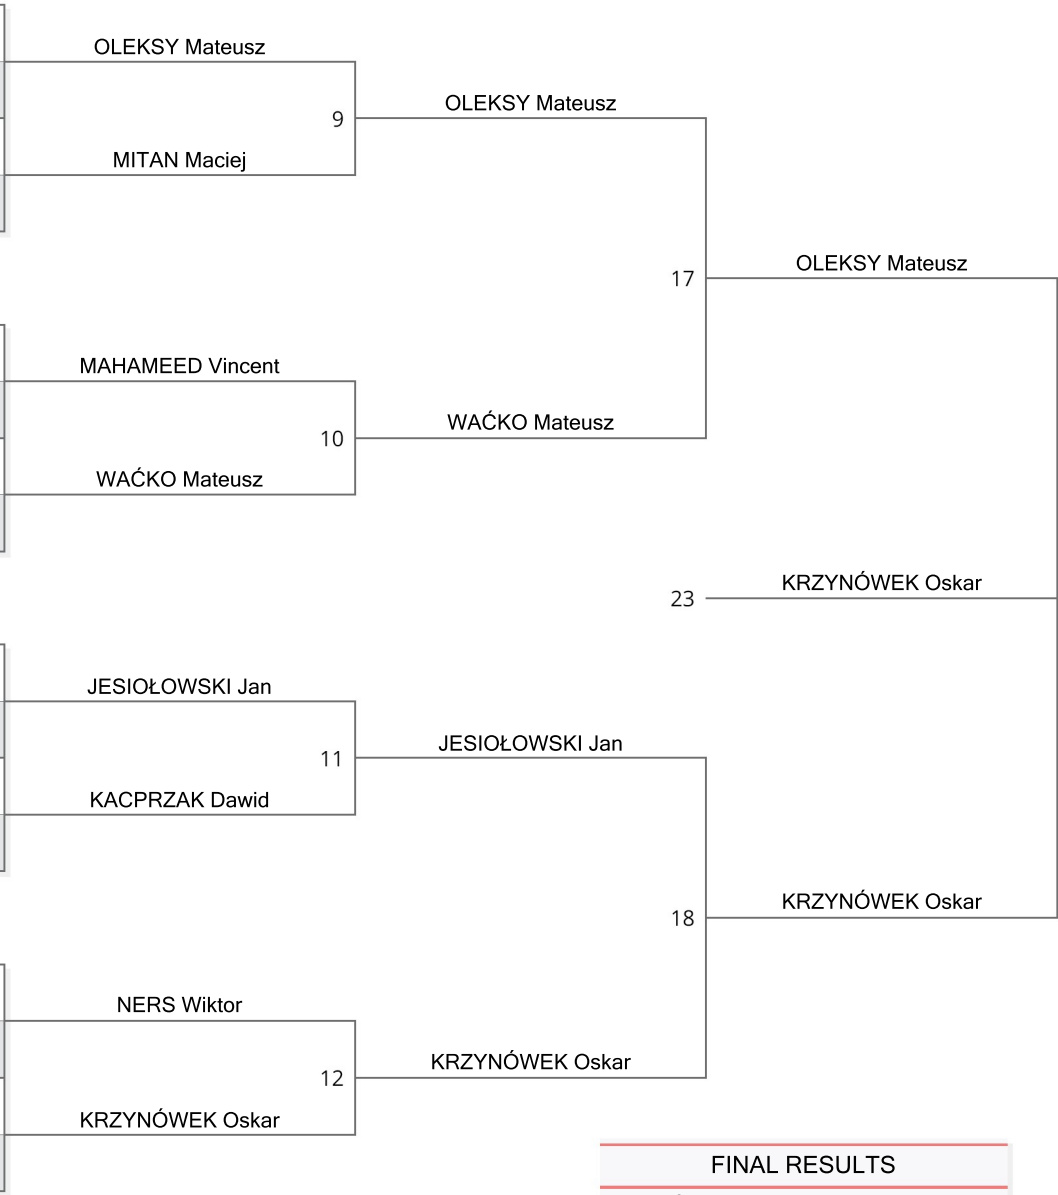 OLEKSY Mateusz
OLEKSY Mateusz
9
MITAN Maciej
OLEKSY Mateusz
17
MAHAMEED Vincent
WAĆKO Mateusz
10
WAĆKO Mateusz
KRZYNÓWEK Oskar
23
JESIOŁOWSKI Jan
JESIOŁOWSKI Jan
11
KACPRZAK Dawid
KRZYNÓWEK Oskar
18
NERS Wiktor
KRZYNÓWEK Oskar
12
KRZYNÓWEK Oskar
FINAL RESULTS